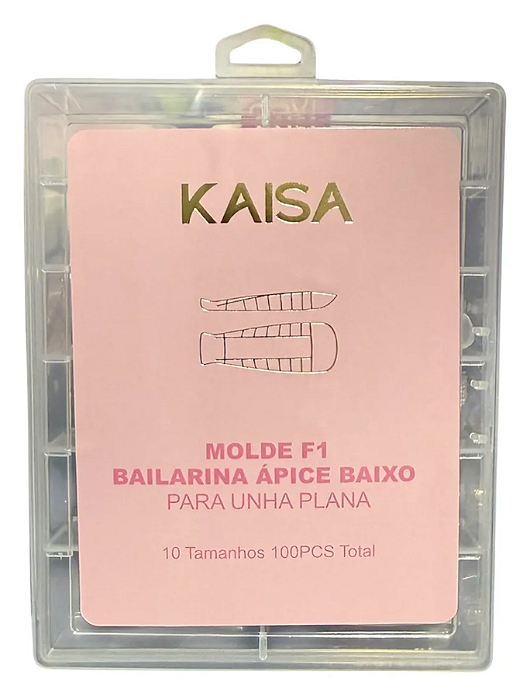 KAISA
MOLDE F1
BAILARINA ÁPICE BAIXO
PARA UNHA PLANA
10 Tamanhos 100PCS Total